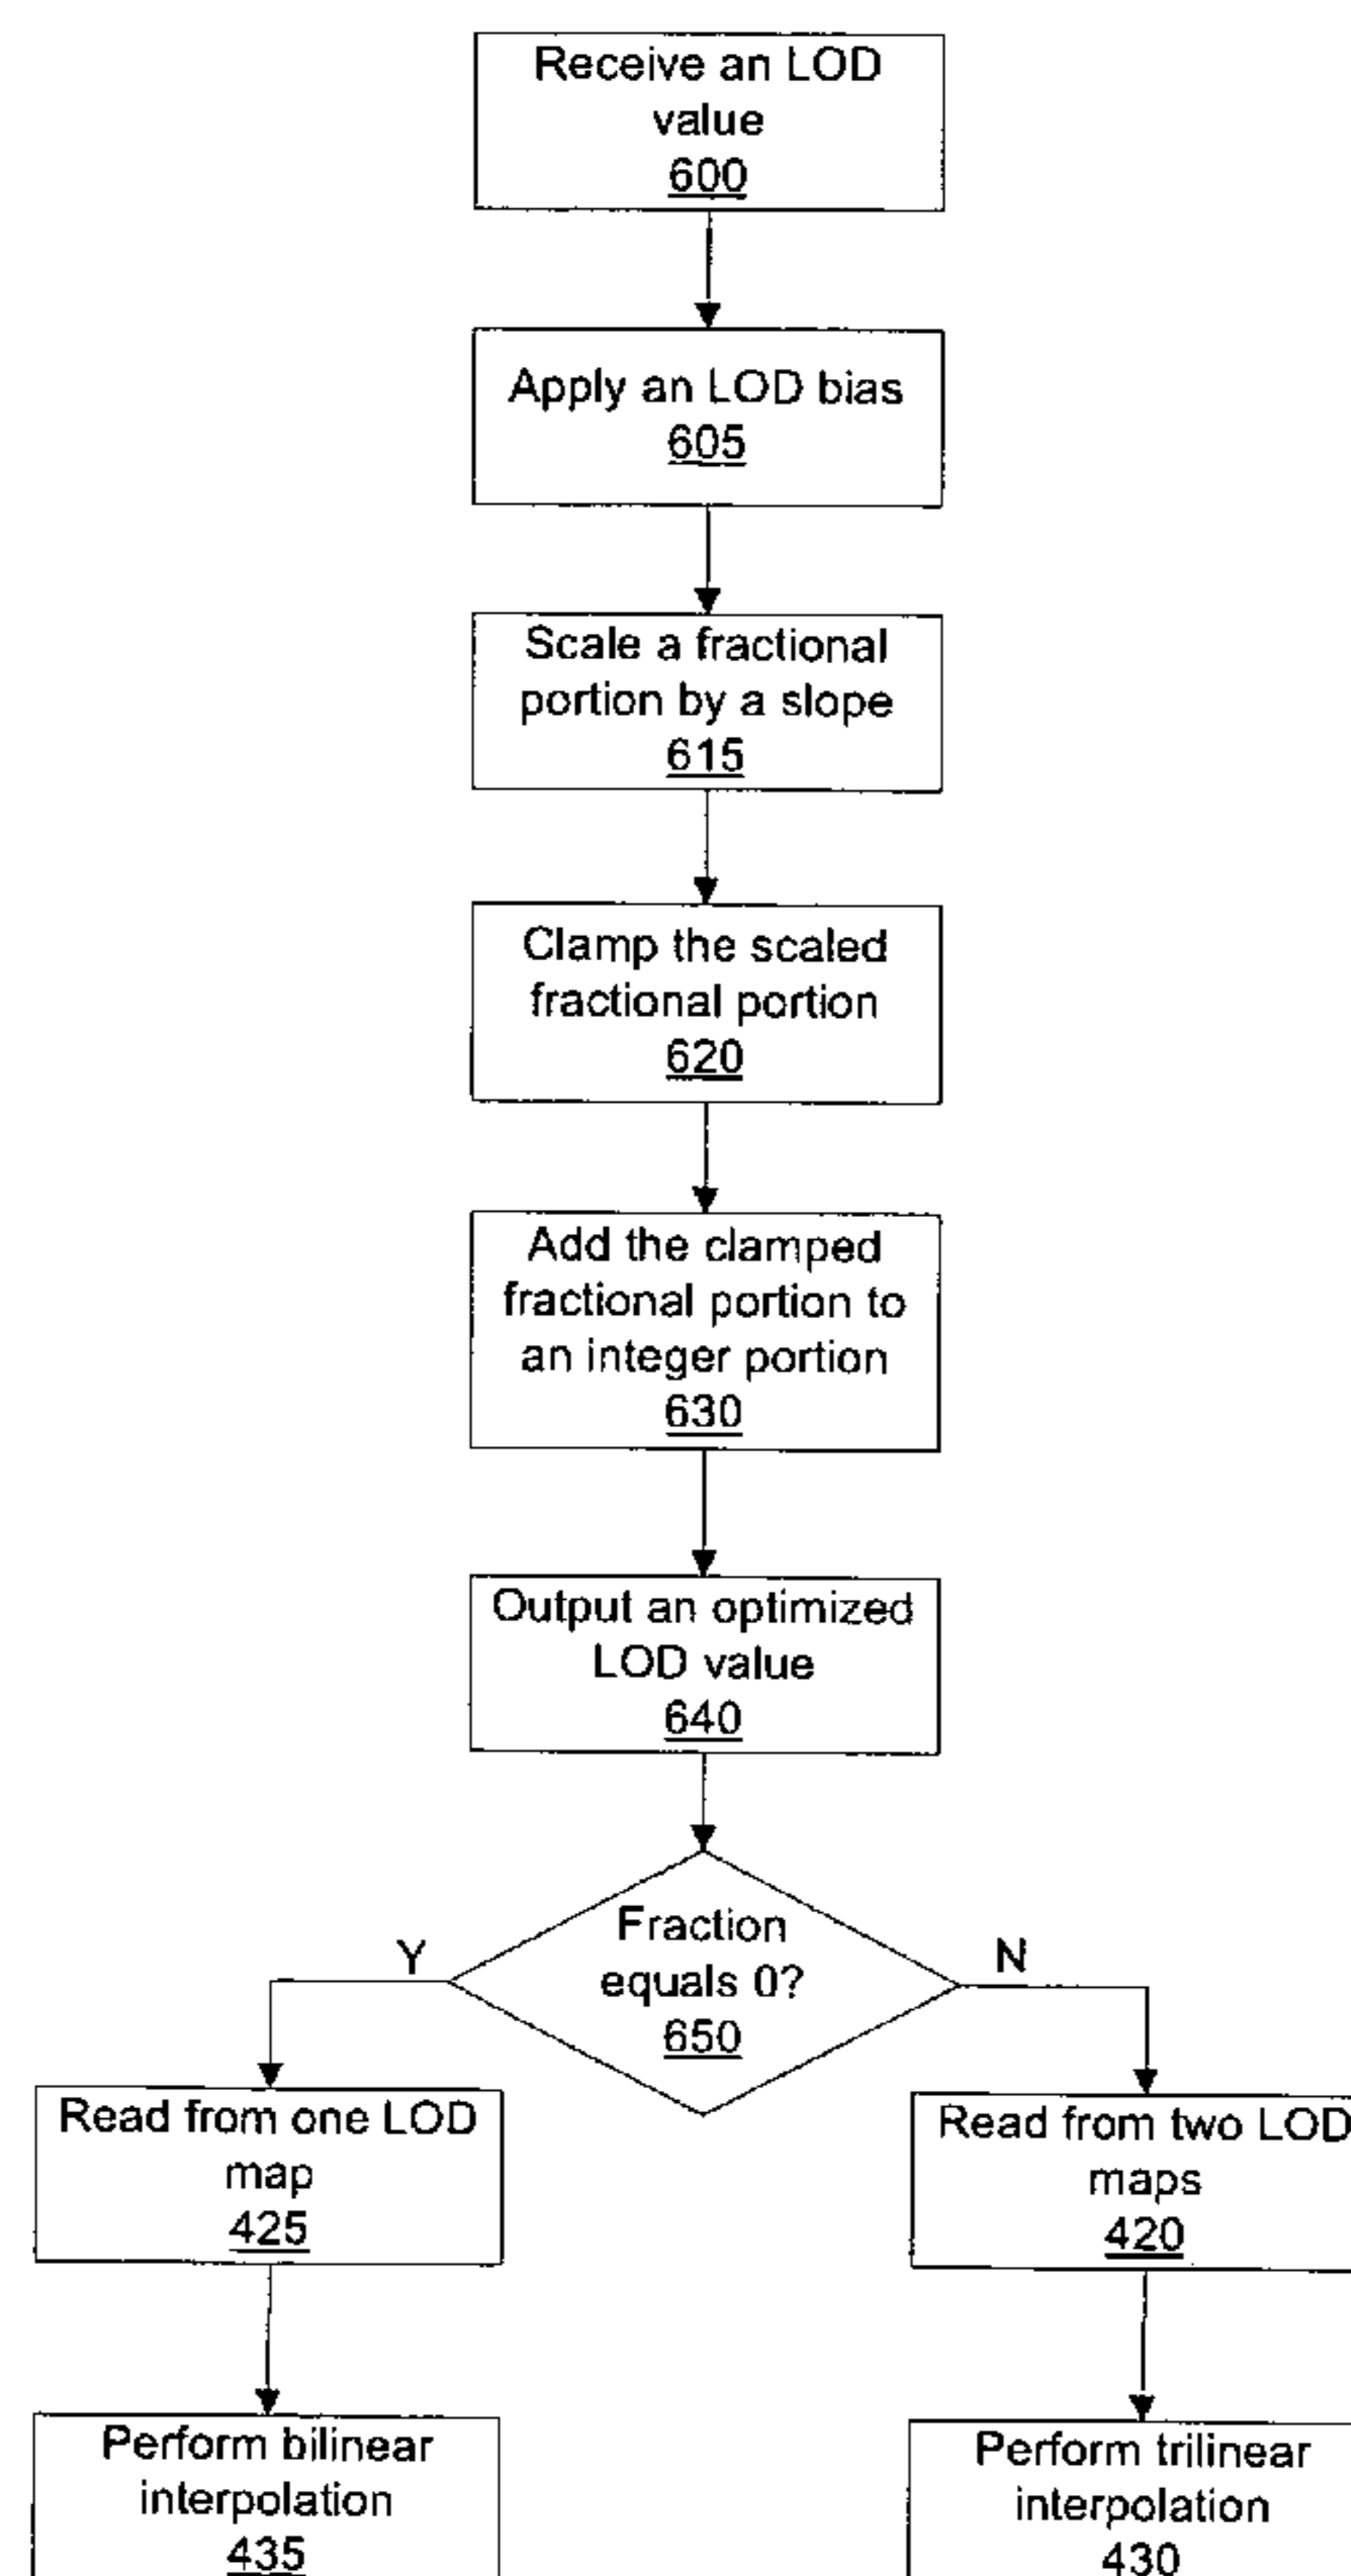 Receive an LOD
value
600
Apply an LOD bias
605
Scale a fractional
portion by a slope
615
Clamp the scaled
fractional portion
620
Add the clamped
fractional portion to
an integer portion
630
Output an optimized
LOD value
640
Fraction
equals 0?
650
Y
N
Read from one LOD
map
425
Read from two LOD
maps
420
Perform bilinear
interpolation
435
Perform trilinear
interpolation
430